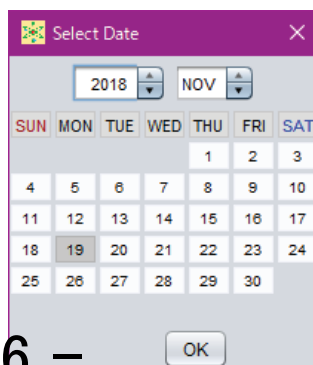 Select Date
2018 NOV
SUN MON TUE WED THU FRI SAT
1 2 3
4 5 6 7 8 9 10
11 12 13 14 15 16 17
18 19 20 21 22 23 24
25 26 27 28 29 30
6 –
OK